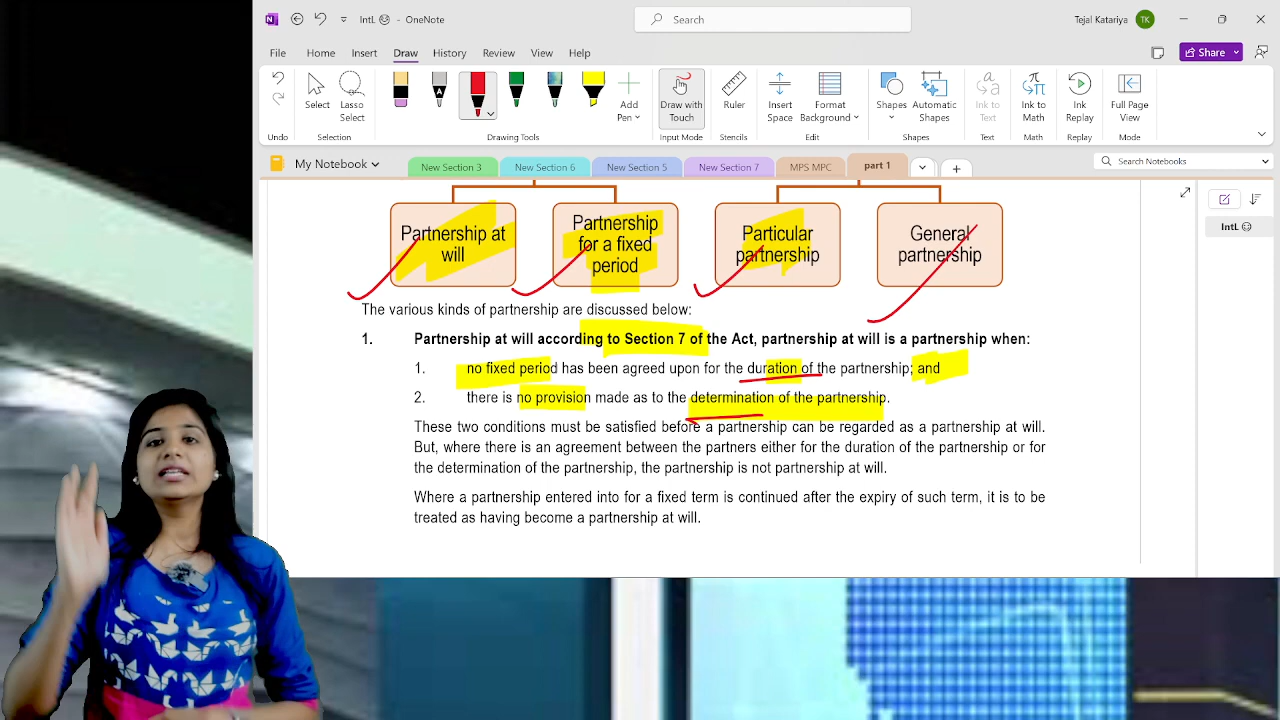 IntL ☺ - OneNote
Search
Tejal Katariya TK
File Home Insert Draw History Review View Help
Share
Undo
Select
Lasso Select
Selection
A
Add Pen
Drawing Tools
Draw with Touch
Input Mode
Ruler
Stencils
Insert Space
Format Background
Edit
Shapes
Automatic Shapes
Shapes
Ink to Text
Text
Ink to Math
Math
Ink Replay
Replay
Full Page View
Mode
My Notebook
New Section 3 New Section 6 New Section 5 New Section 7 MPS MPC part 1
Search Notebooks
IntL ☺
Partnership at will
Partnership for a fixed period
Particular partnership
General partnership
The various kinds of partnership are discussed below:
1. Partnership at will according to Section 7 of the Act, partnership at will is a partnership when:
1. no fixed period has been agreed upon for the duration of the partnership; and
2. there is no provision made as to the determination of the partnership.
These two conditions must be satisfied before a partnership can be regarded as a partnership at will.
But, where there is an agreement between the partners either for the duration of the partnership or for
the determination of the partnership, the partnership is not partnership at will.
Where a partnership entered into for a fixed term is continued after the expiry of such term, it is to be
treated as having become a partnership at will.